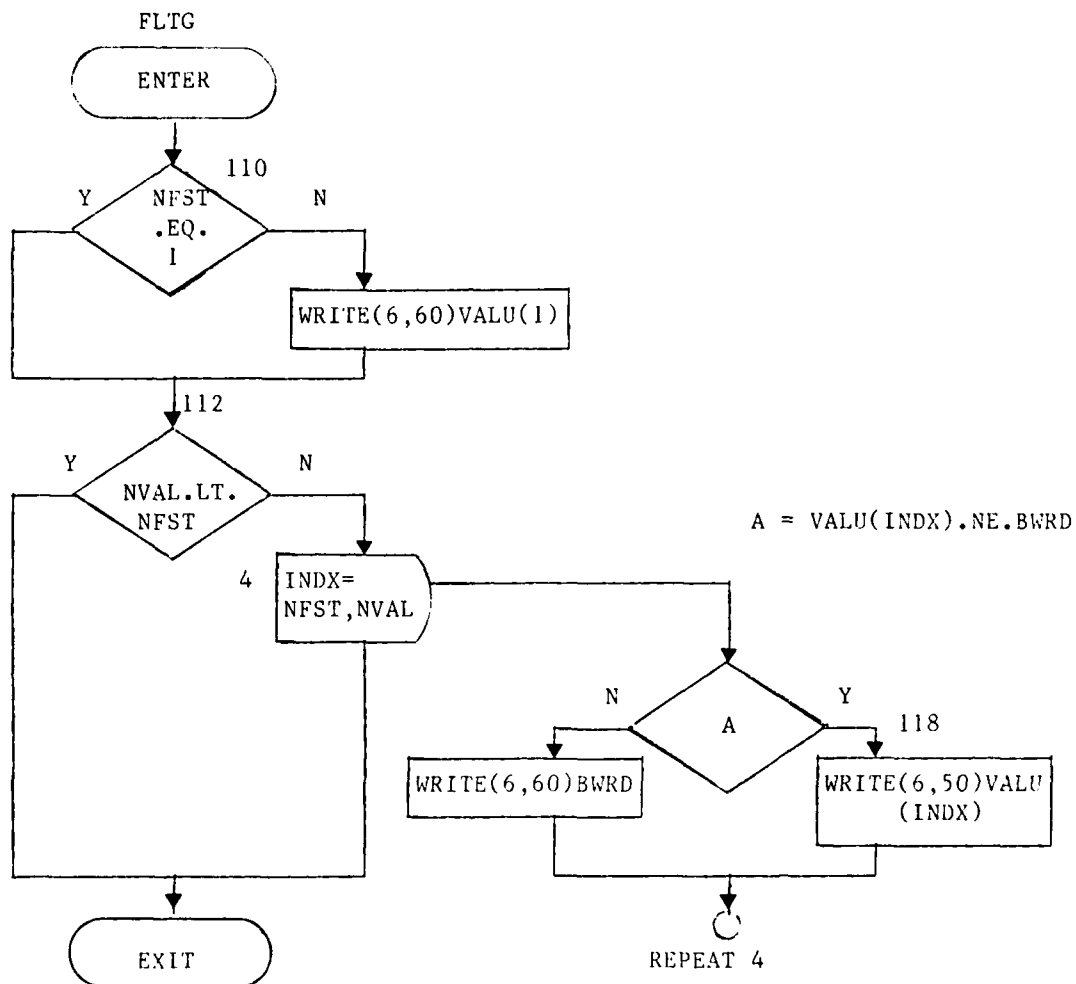 FLTG
ENTER
110
Y
NFST
N
.EQ.
I
WRITE(6,60)VALU(1)
112
Y
N
NVAL.LT.
NFST
A = VALU(INDX).NE.BWRD
4
INDX=
NFST,NVAL
N
Y
A
118
WRITE(6,60)BWRD
WRITE(6,50)VALU
(INDX)
EXIT
REPEAT 4